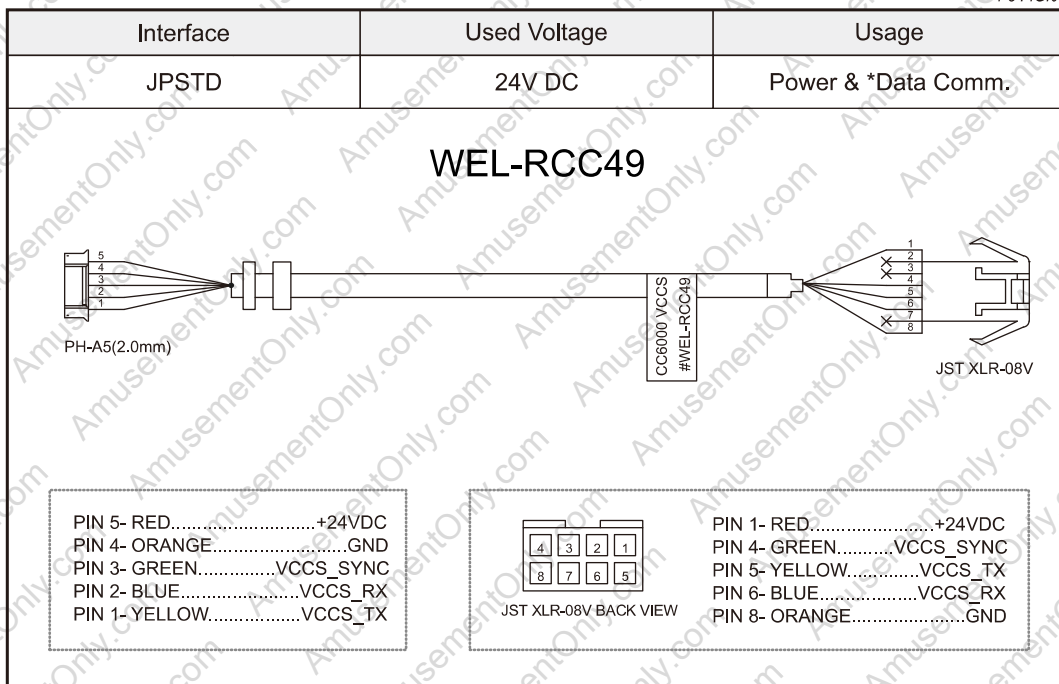 Interface Used Voltage Usage
JPSTD 24V DC Power & *Data Comm.
WEL-RCC49
5
4
3
2
1
PH-A5(2.0mm)
CC6000 VCCS
#WEL-RCC49
1
2
3
4
5
6
7
8
JST XLR-08V
PIN 5- RED........................+24VDC
PIN 4- ORANGE......................GND
PIN 3- GREEN.............VCCS_SYNC
PIN 2- BLUE....................VCCS_RX
PIN 1- YELLOW...............VCCS_TX
4 3 2 1
8 7 6 5
JST XLR-08V BACK VIEW
PIN 1- RED.....................+24VDC
PIN 4- GREEN.........VCCS_SYNC
PIN 5- YELLOW............VCCS_TX
PIN 6- BLUE................VCCS_RX
PIN 8- ORANGE...................GND
AmusementOnly.com